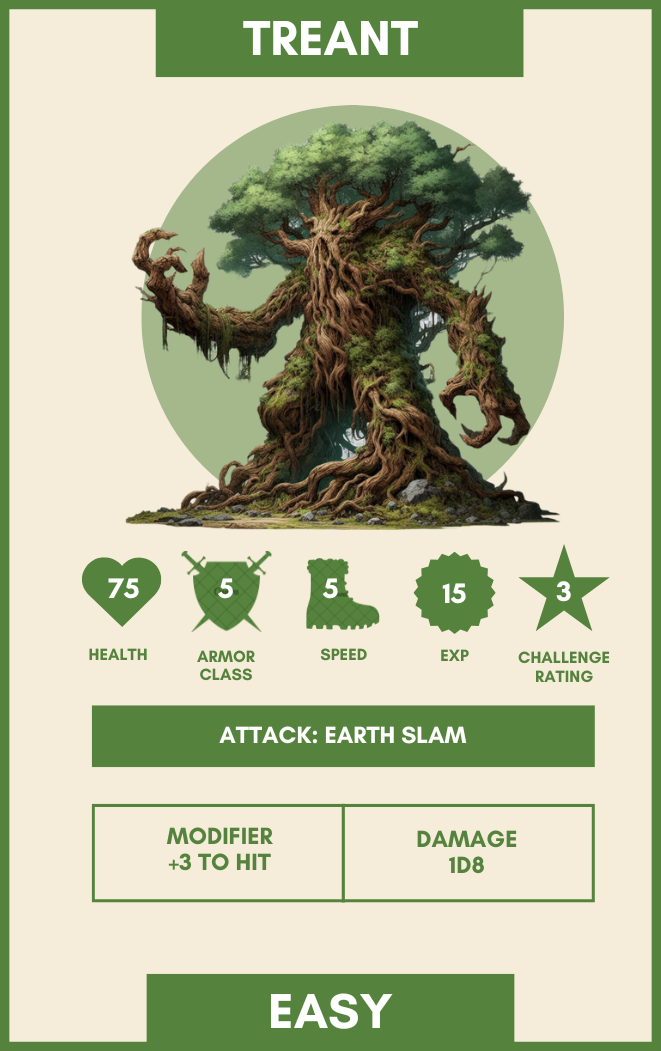 TREANT
75
5
5
15
3
HEALTH
ARMOR
CLASS
SPEED
EXP
CHALLENGE
RATING
ATTACK: EARTH SLAM
MODIFIER
+3 TO HIT
DAMAGE
1D8
EASY